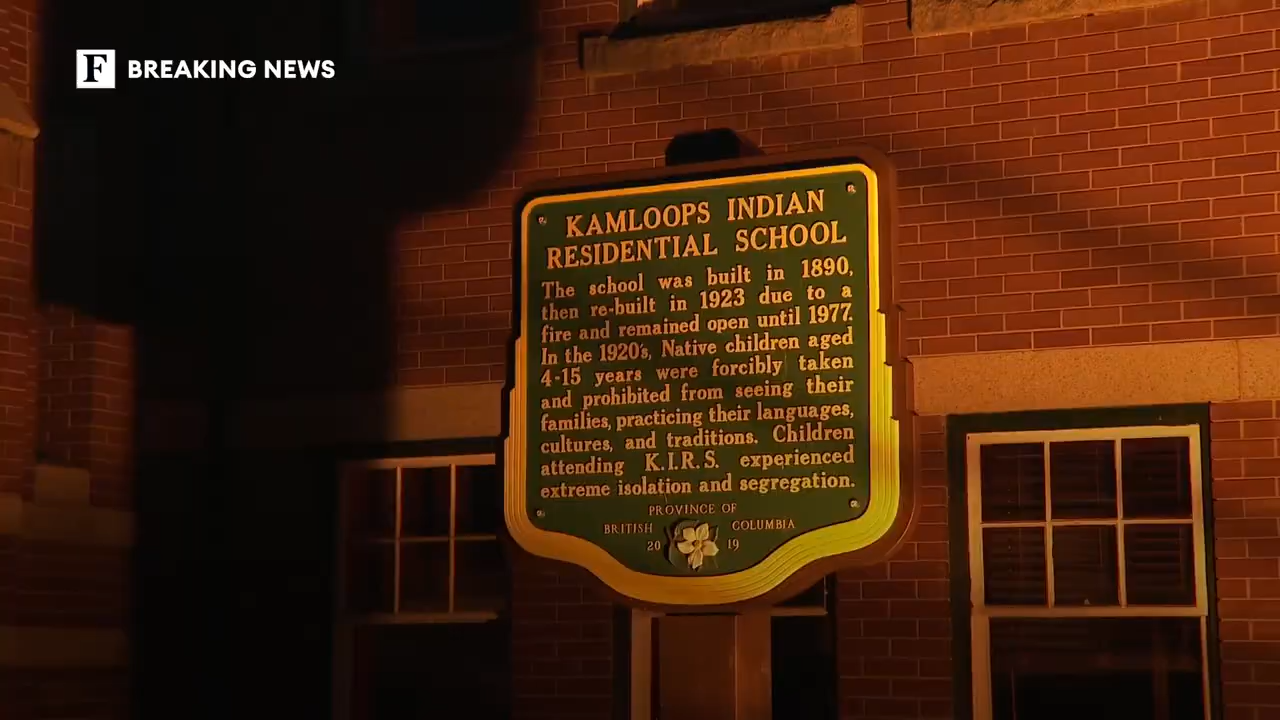 F BREAKING NEWS
KAMLOOPS INDIAN
RESIDENTIAL SCHOOL
The school was built in 1890,
then re-built in 1923 due to a
fire and remained open until 1977.
In the 1920's, Native children aged
4-15 years were forcibly taken
and prohibited from seeing their
families, practicing their languages,
cultures, and traditions. Children
attending K.I.R.S. experienced
extreme isolation and segregation.
PROVINCE OF
BRITISH COLUMBIA
20 19